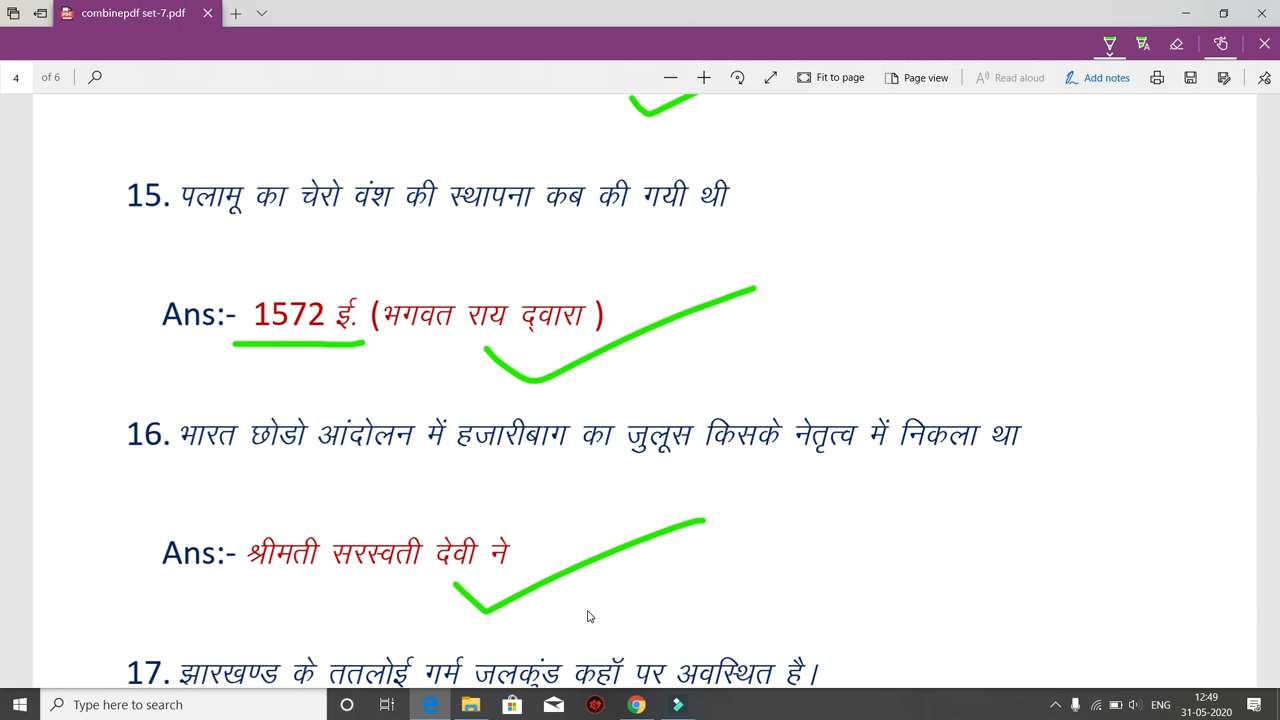 combinepdf set-7.pdf
4 of 6
Fit to page
Page view
Read aloud
Add notes
15. पलामू का चेरो वंश की स्थापना कब की गयी थी
Ans:- 1572 ई. (भगवत राय द्वारा )
16. भारत छोडो आंदोलन में हजारीबाग का जुलूस किसके नेतृत्व में निकला था
Ans:- श्रीमती सरस्वती देवी ने
17. झारखण्ड के ततलोई गर्म जलकुंड कहॉ पर अवस्थित है।
Type here to search
ENG
12:49
31-05-2020